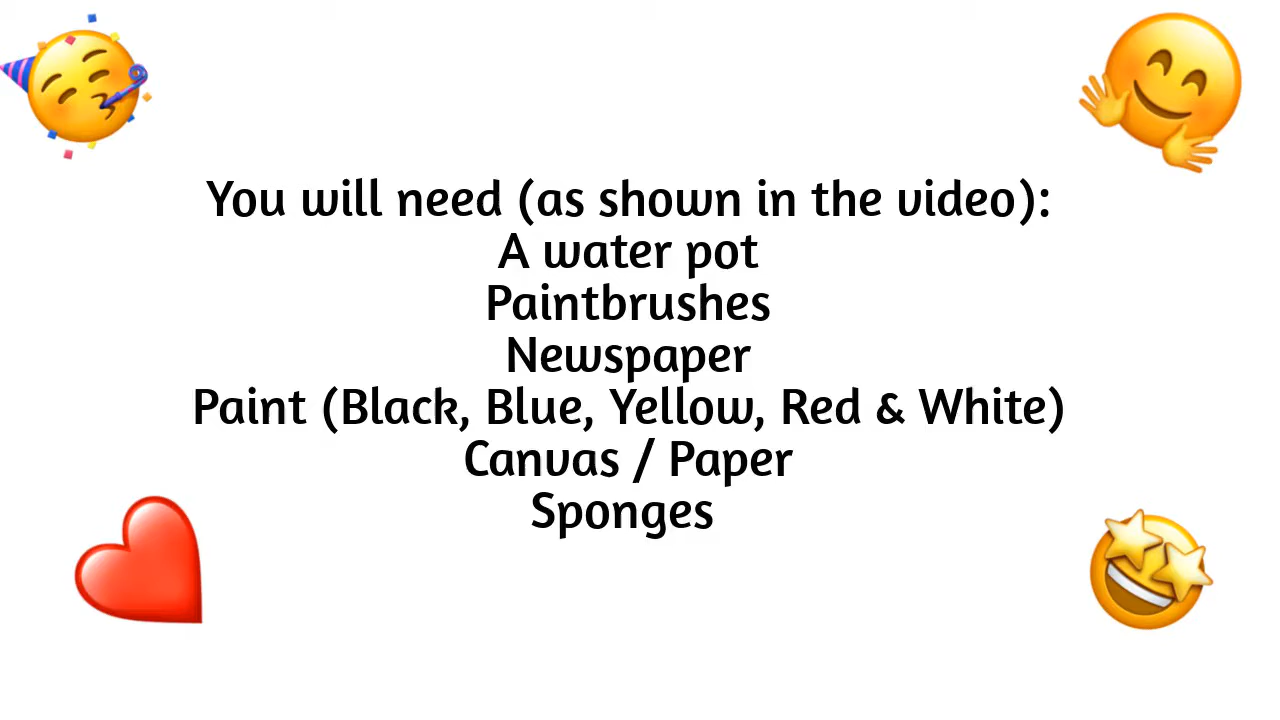 You will need (as shown in the video):
A water pot
Paintbrushes
Newspaper
Paint (Black, Blue, Yellow, Red & White)
Canvas / Paper
Sponges